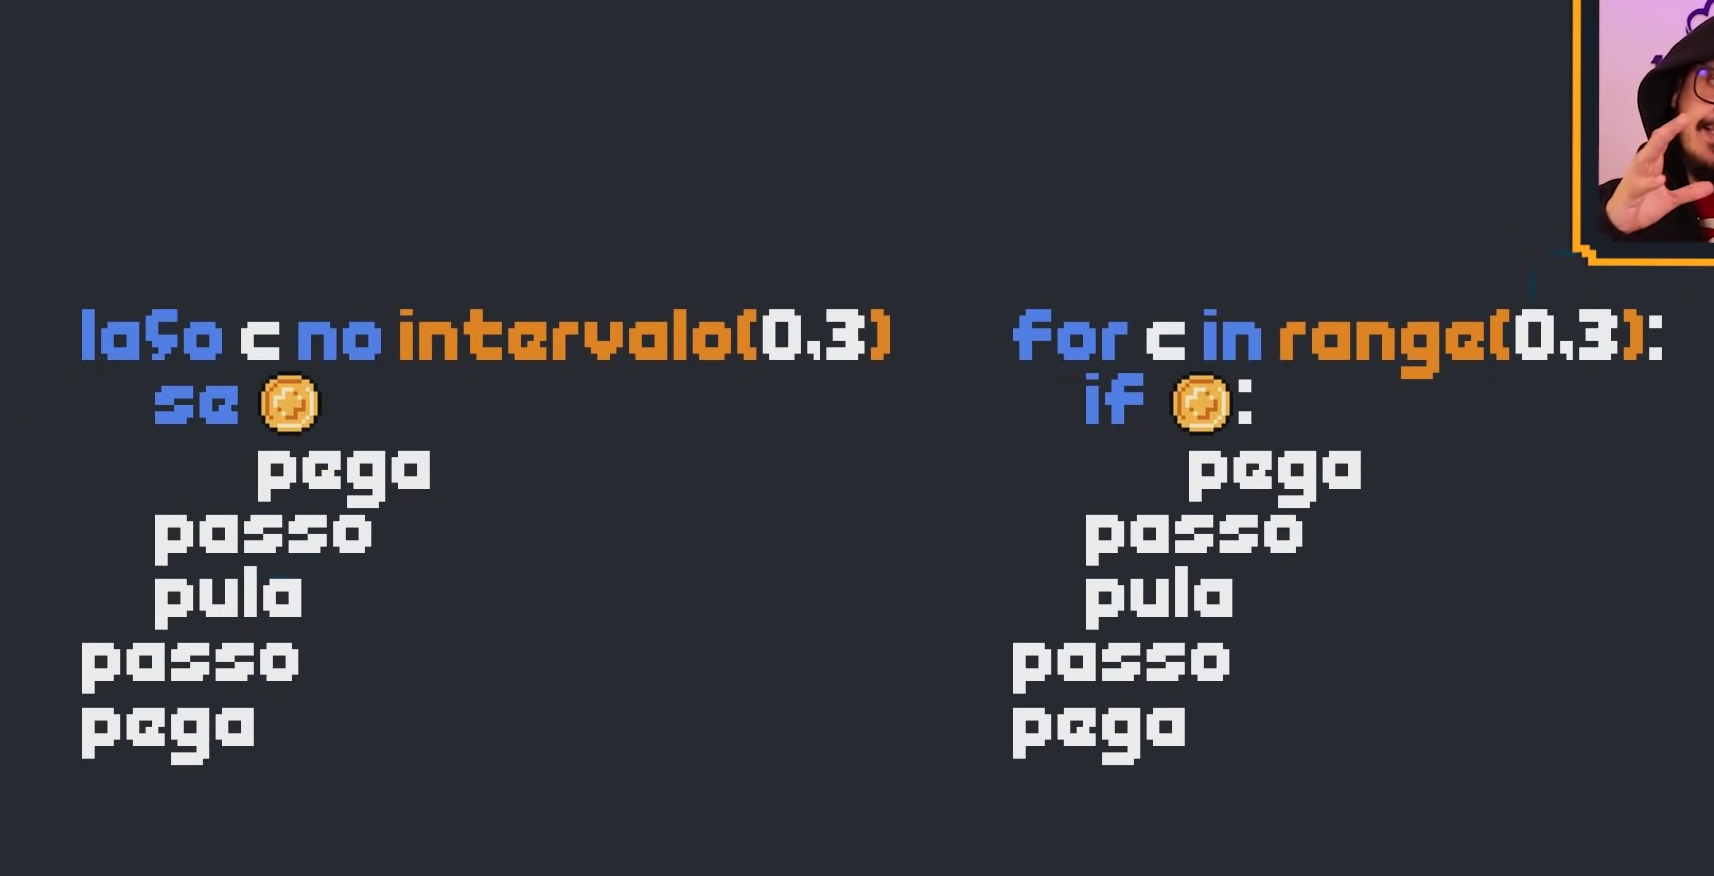 laço c no intervalo(0,3)
se
pega
passo
pula
passo
pega
for c in range(0,3):
if :
pega
passo
pula
passo
pega